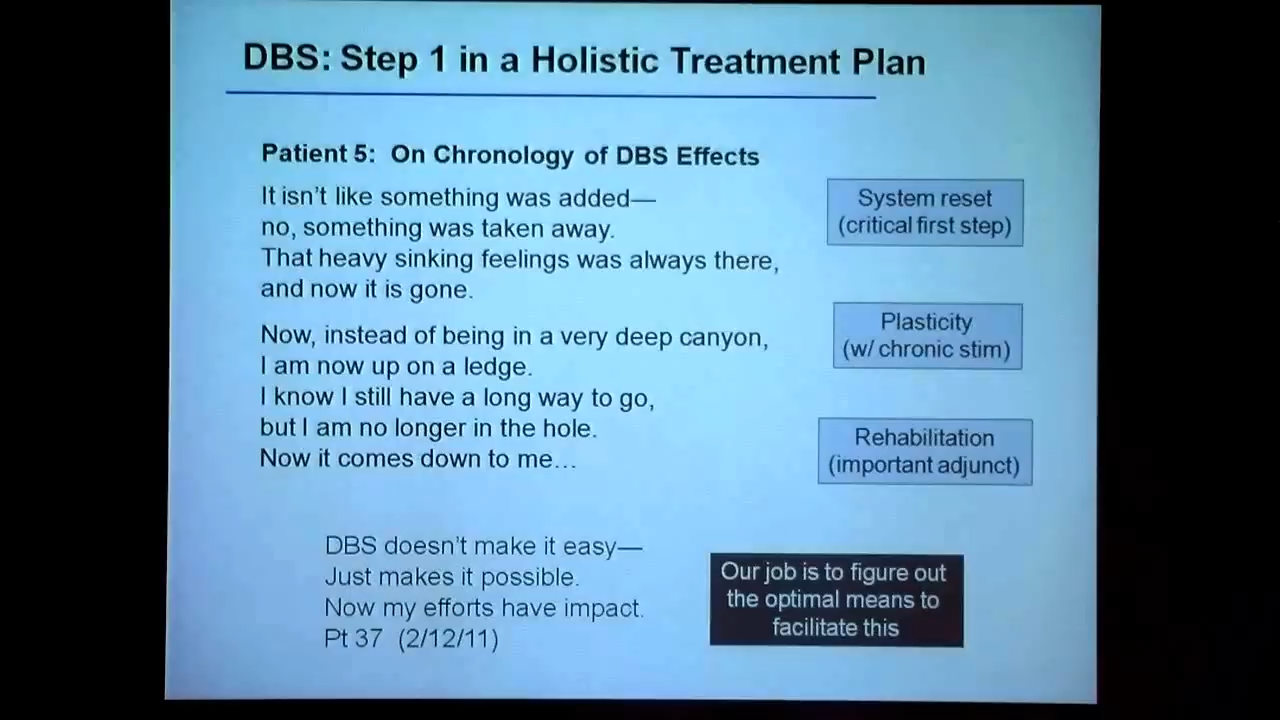 DBS: Step 1 in a Holistic Treatment Plan
Patient 5: On Chronology of DBS Effects
It isn't like something was added—
no, something was taken away.
That heavy sinking feelings was always there,
and now it is gone.
Now, instead of being in a very deep canyon,
I am now up on a ledge.
I know I still have a long way to go,
but I am no longer in the hole.
Now it comes down to me…
System reset
(critical first step)
Plasticity
(w/ chronic stim)
Rehabilitation
(important adjunct)
DBS doesn't make it easy—
Just makes it possible.
Now my efforts have impact.
Pt 37 (2/12/11)
Our job is to figure out
the optimal means to
facilitate this